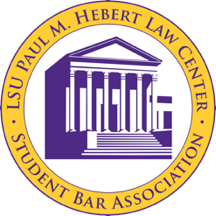 LSU PAUL M. HEBERT LAW CENTER
STUDENT BAR ASSOCIATION